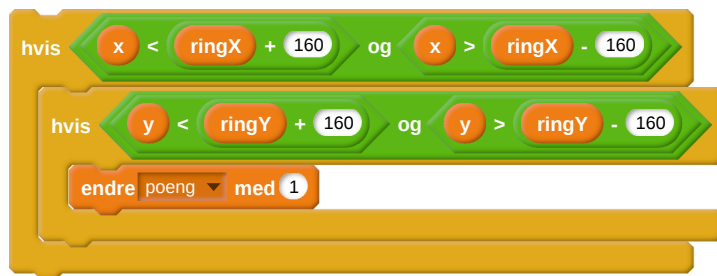 hvis x < ringX + 160 og x > ringX - 160
hvis y < ringY + 160 og y > ringY - 160
endre poeng med 1